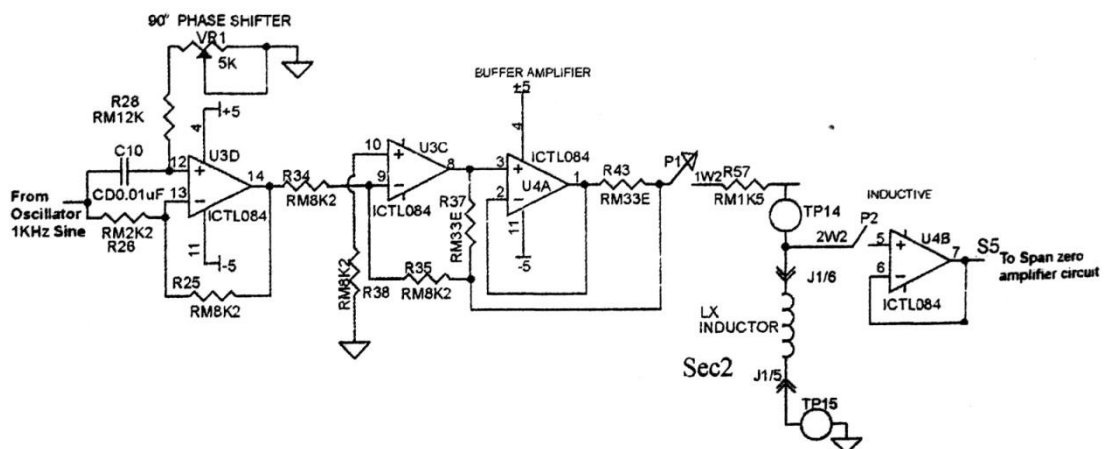 90° PHASE SHIFTER
VR1
5K
R28
RM12K
4
+5
U3D
C10
12
13
14
CD0.01uF
ICTL084
From
Oscillator
1KHz Sine
RM2K2
R26
11
-5
R25
RM8K2
R34
RM8K2
10
9
8
U3C
ICTL084
RM8K2
R38
R35
RM8K2
R37
RM33E
BUFFER AMPLIFIER
+5
4
ICTL084
3
2
1
U4A
11
-5
R43
RM33E
P1
1W2
R57
RM1K5
TP14
INDUCTIVE
P2
2W2
5
6
7
U4B
ICTL084
S5
To Span zero
amplifier circuit
J1/6
LX
INDUCTOR
Sec2
J1/5
TP15